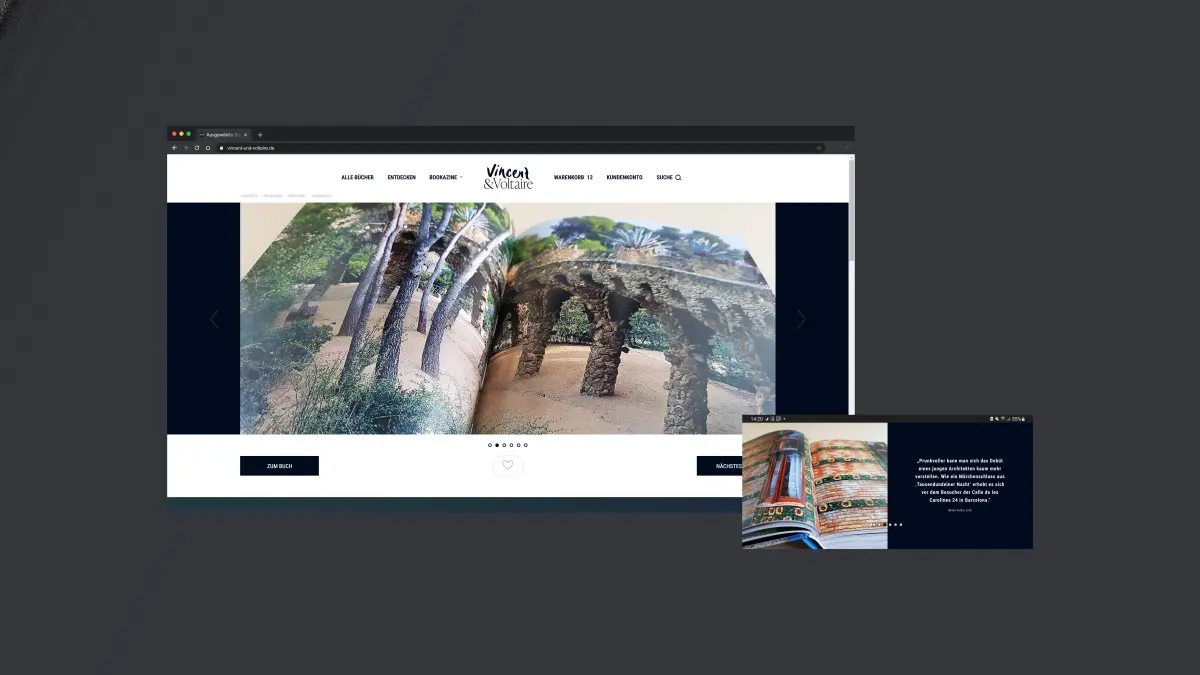 Ausgewählte Bü
vincent-und-voltaire.de
ALLE BÜCHER
ENTDECKEN
BOOKAZINE
Vincent
&Voltaire
WARENKORB 12
KUNDENKONTO
SUCHE
ZUM BUCH
NÄCHSTES
14:20
55%
„Prunkvoller kann man sich das Debüt
eines jungen Architekten kaum mehr
vorstellen. Wie ein Märchenschloss aus
‚Tausendundeiner Nacht‘ erhebt es sich
vor dem Besucher der Calle de les
Carolines 24 in Barcelona.“